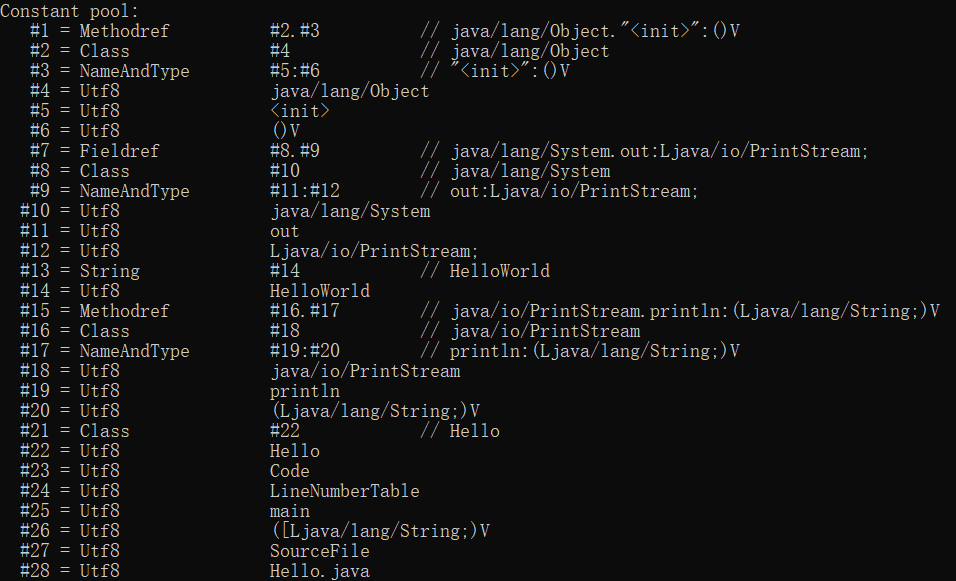 Constant pool:
#1 = Methodref #2.#3 // java/lang/Object."<init>":()V
#2 = Class #4 // java/lang/Object
#3 = NameAndType #5:#6 // "<init>":()V
#4 = Utf8 java/lang/Object
#5 = Utf8 <init>
#6 = Utf8 ()V
#7 = Fieldref #8.#9 // java/lang/System.out:Ljava/io/PrintStream;
#8 = Class #10 // java/lang/System
#9 = NameAndType #11:#12 // out:Ljava/io/PrintStream;
#10 = Utf8 java/lang/System
#11 = Utf8 out
#12 = Utf8 Ljava/io/PrintStream;
#13 = String #14 // HelloWorld
#14 = Utf8 HelloWorld
#15 = Methodref #16.#17 // java/io/PrintStream.println:(Ljava/lang/String;)V
#16 = Class #18 // java/io/PrintStream
#17 = NameAndType #19:#20 // println:(Ljava/lang/String;)V
#18 = Utf8 java/io/PrintStream
#19 = Utf8 println
#20 = Utf8 (Ljava/lang/String;)V
#21 = Class #22 // Hello
#22 = Utf8 Hello
#23 = Utf8 Code
#24 = Utf8 LineNumberTable
#25 = Utf8 main
#26 = Utf8 ([Ljava/lang/String;)V
#27 = Utf8 SourceFile
#28 = Utf8 Hello.java